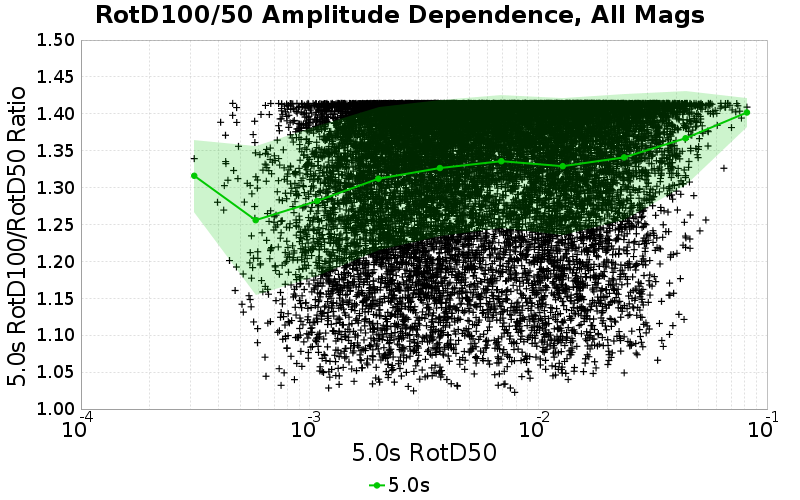 RotD100/50 Amplitude Dependence, All Mags
5.0s RotD100/RotD50 Ratio
1.50
1.45
1.40
1.35
1.30
1.25
1.20
1.15
1.10
1.05
1.00
10^-4 10^-3 10^-2 10^-1
5.0s RotD50
5.0s